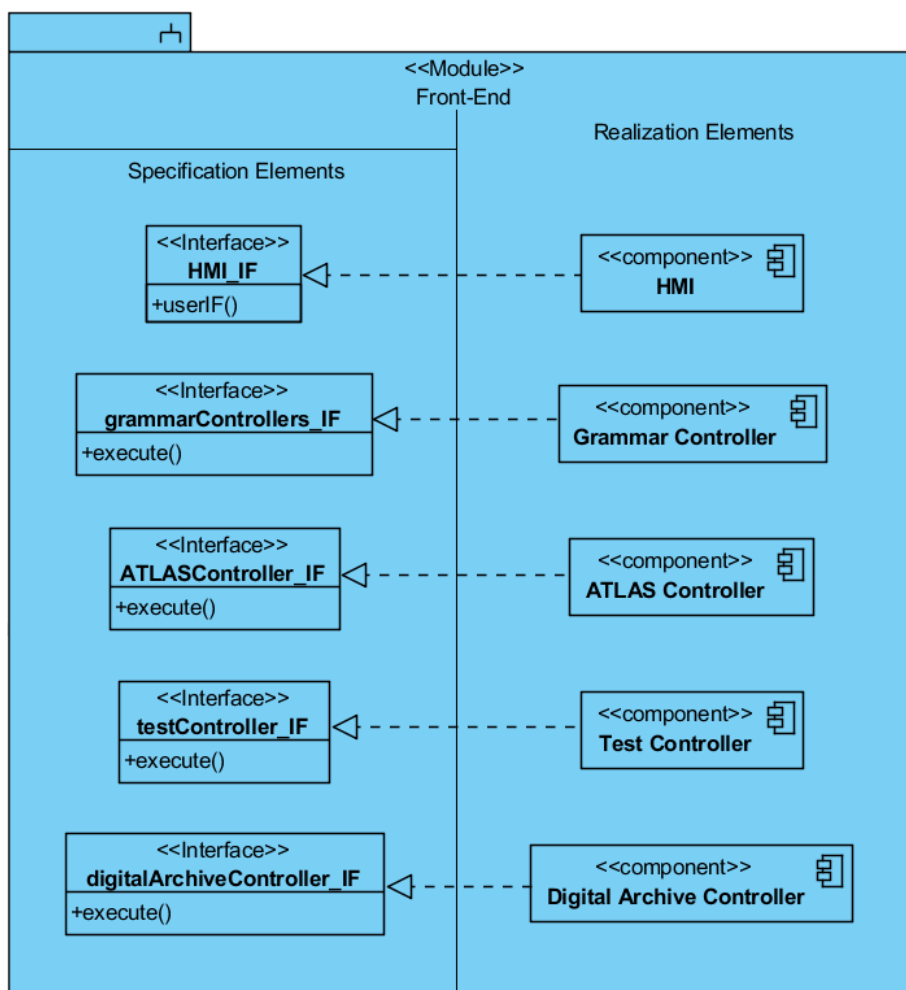 <<Module>>
Front-End
Realization Elements
Specification Elements
<<Interface>>
HMI_IF
+userIF()
<<component>>
HMI
<<Interface>>
grammarControllers_IF
+execute()
<<component>>
Grammar Controller
<<Interface>>
ATLASController_IF
+execute()
<<component>>
ATLAS Controller
<<Interface>>
testController_IF
+execute()
<<component>>
Test Controller
<<Interface>>
digitalArchiveController_IF
+execute()
<<component>>
Digital Archive Controller